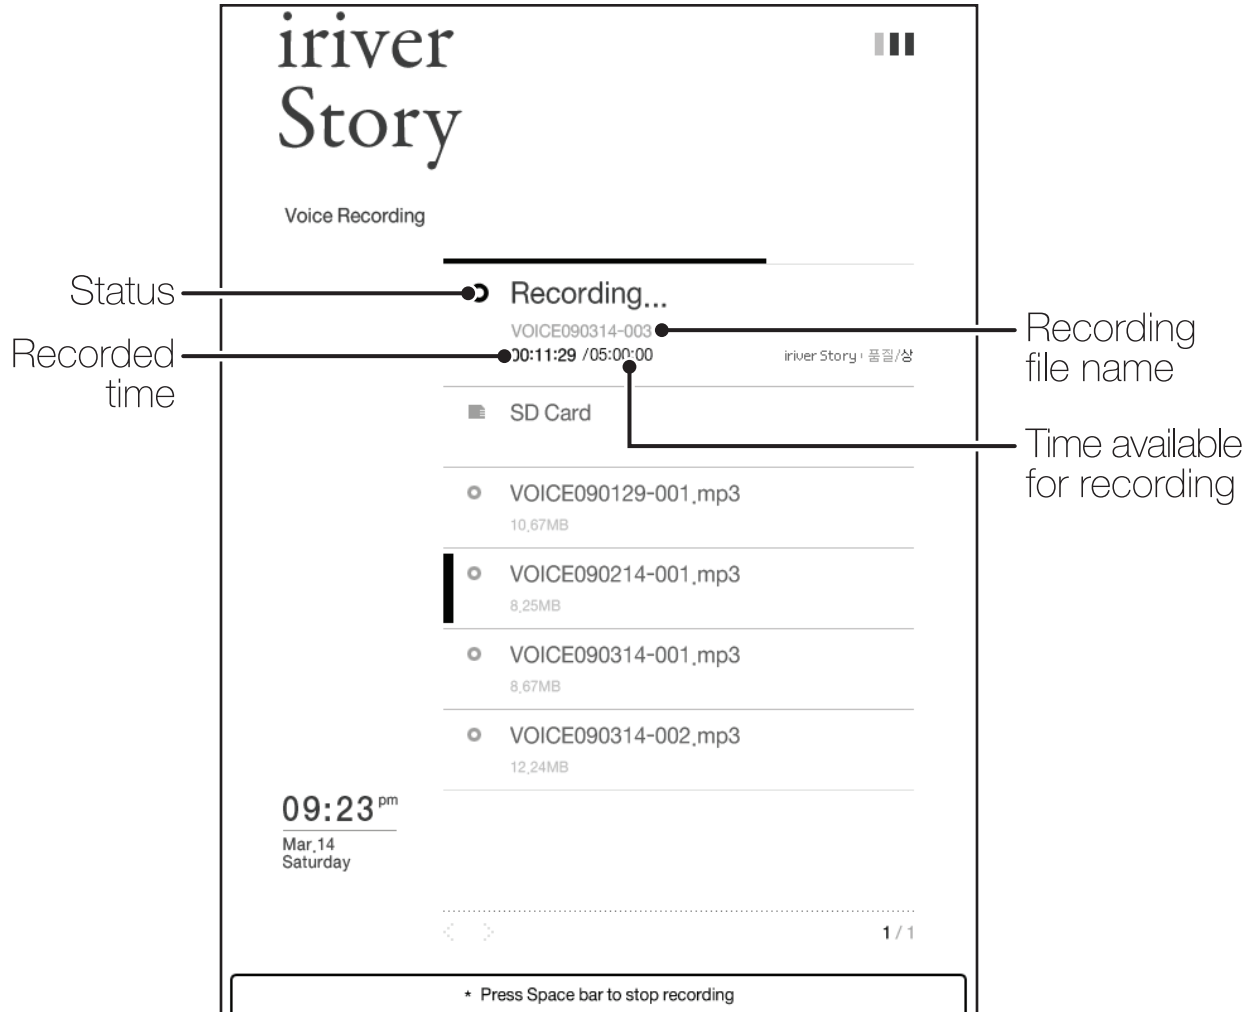 iriver
Story
Voice Recording
Status
Recording...
VOICE090314-003
Recording
file name
Recorded
time
00:11:29 /05:00:00
iriver Story 품질/상
SD Card
Time available
for recording
VOICE090129-001.mp3
10.67MB
VOICE090214-001.mp3
8.25MB
VOICE090314-001.mp3
8.67MB
VOICE090314-002.mp3
12.24MB
09:23 pm
Mar.14
Saturday
< >
1 / 1
* Press Space bar to stop recording